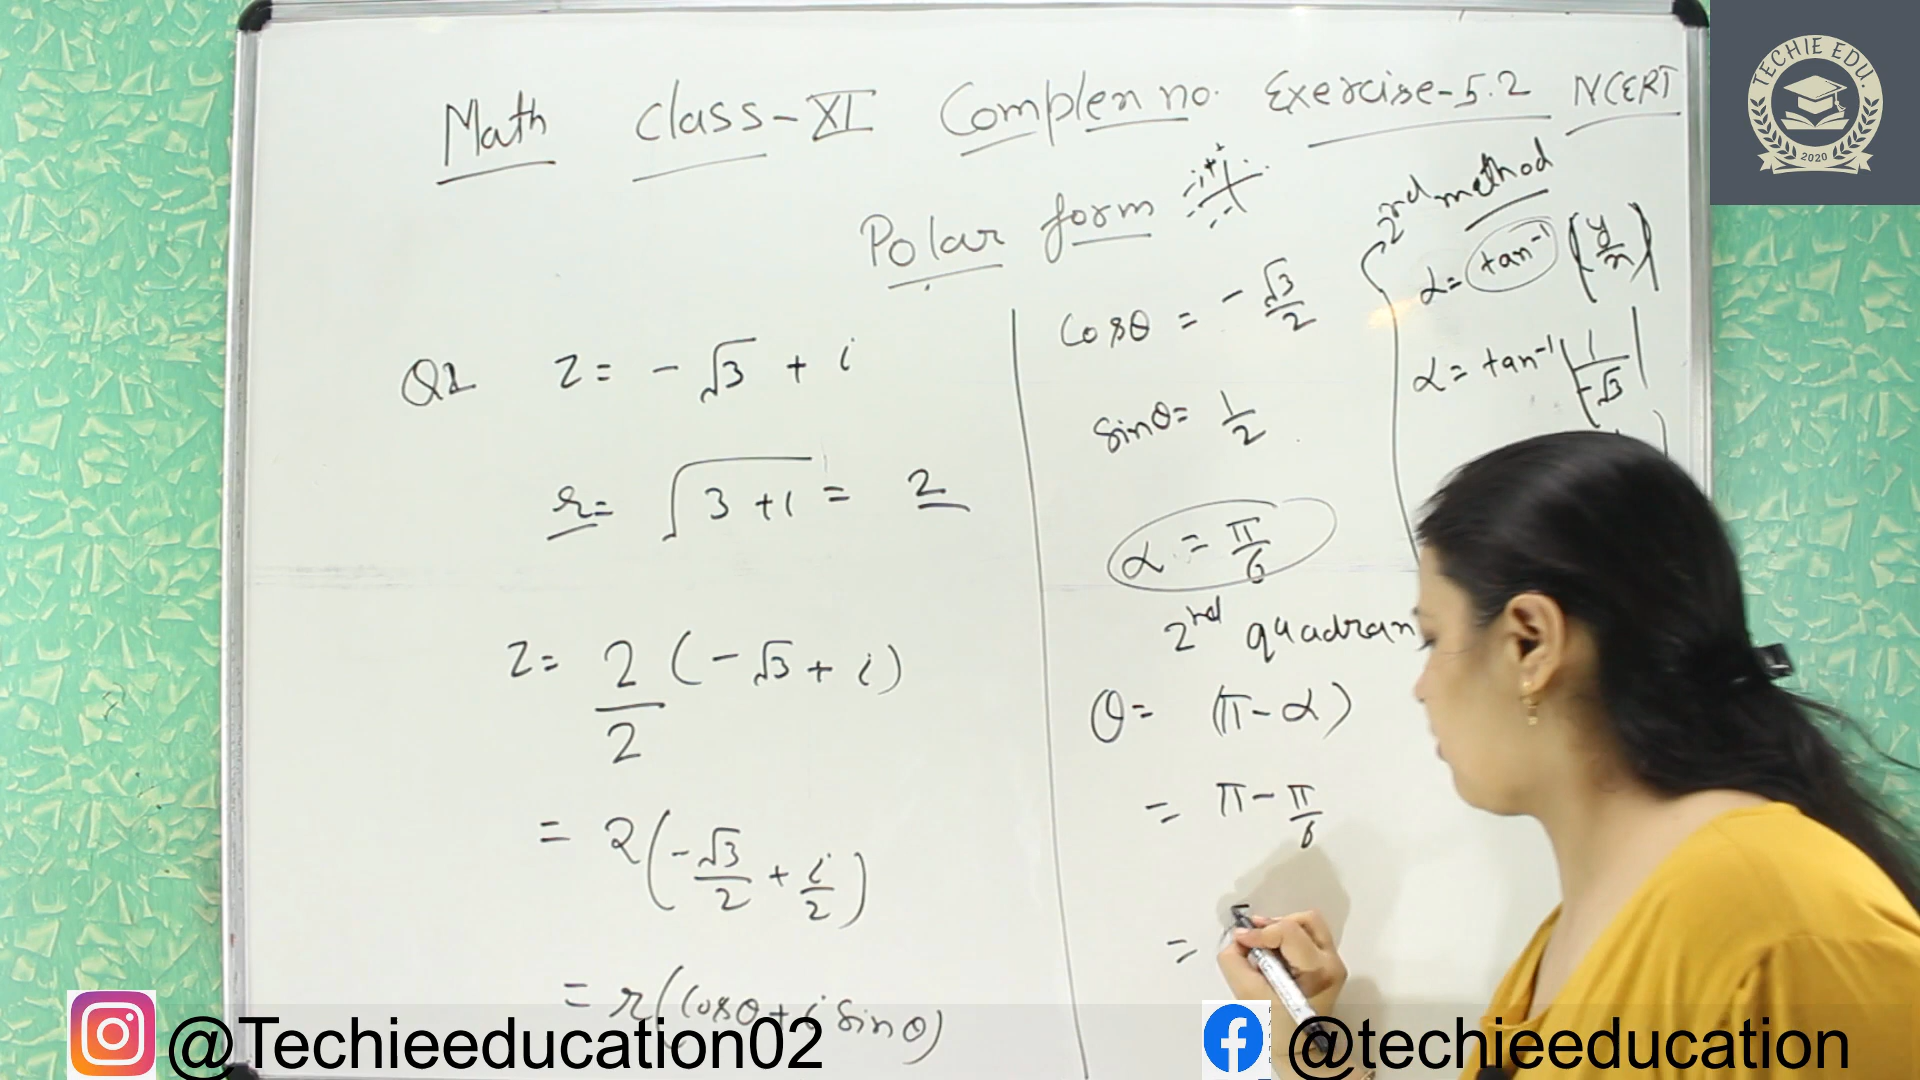 Math class-XI Complex no. Exercise-5.2 NCERT
Polar form
Q2 z= -√3 + i
r= √3+1 = 2
z= 2/2 (-√3 + i)
= 2(-√3/2 + i/2)
= r(cosθ+i sinθ)
cosθ = -√3/2
sinθ= 1/2
α = π/6
2nd quadran
θ= (π-α)
= π-π/6
=
2nd method
α= tan⁻¹ |y/x|
α= tan⁻¹ |1/-√3|
TECHIE EDU.
2020
@Techieeducation02
@techieeducation